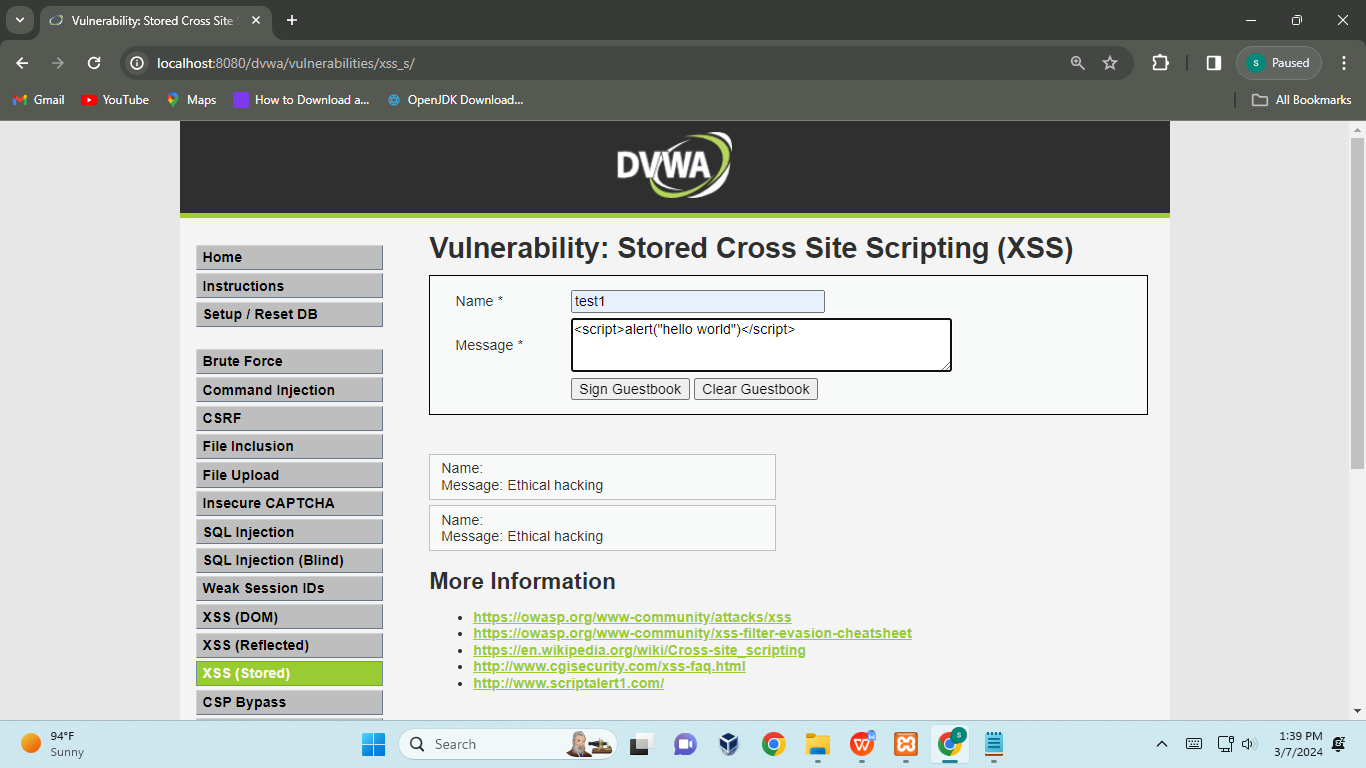 Vulnerability: Stored Cross Site
localhost:8080/dvwa/vulnerabilities/xss_s/
S Paused
Gmail YouTube Maps How to Download a... OpenJDK Download... All Bookmarks
DVWA
Vulnerability: Stored Cross Site Scripting (XSS)
Home
Instructions
Setup / Reset DB
Brute Force
Command Injection
CSRF
File Inclusion
File Upload
Insecure CAPTCHA
SQL Injection
SQL Injection (Blind)
Weak Session IDs
XSS (DOM)
XSS (Reflected)
XSS (Stored)
CSP Bypass
Name * test1
Message * <script>alert("hello world")</script>
Sign Guestbook Clear Guestbook
Name:
Message: Ethical hacking
Name:
Message: Ethical hacking
More Information
https://owasp.org/www-community/attacks/xss
https://owasp.org/www-community/xss-filter-evasion-cheatsheet
https://en.wikipedia.org/wiki/Cross-site_scripting
http://www.cgisecurity.com/xss-faq.html
http://www.scriptalert1.com/
94°F
Sunny
Search
1:39 PM
3/7/2024